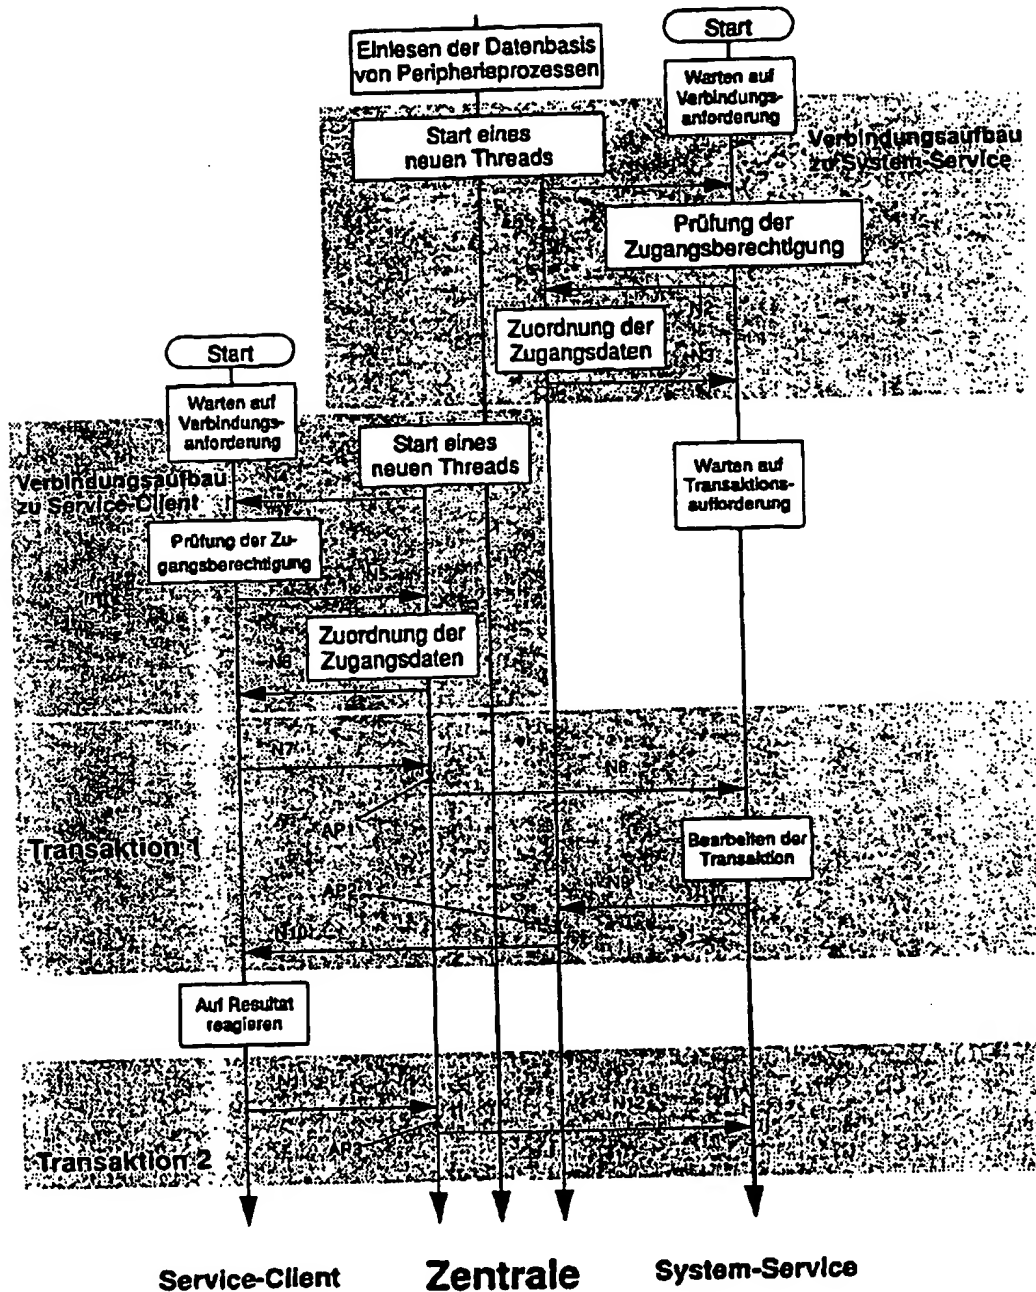 Start
Einlesen der Datenbasis
von Peripherieprozessen
Warten auf
Verbindungs-
anforderung
Start eines
neuen Threads
Verbindungsaufbau
zu System-Service
Prüfung der
Zugangsberechtigung
N2
Zuordnung der
Zugangsdaten
N3
Start
Warten auf
Verbindungs-
anforderung
Start eines
neuen Threads
Warten auf
Transaktions-
aufforderung
Verbindungsaufbau
zu Service-Client
N4
Prüfung der Zu-
gangsberechtigung
N5
Zuordnung der
Zugangsdaten
N6
N7
N8
AP1
Transaktion 1
Bearbeiten der
Transaktion
N9
AP2
N10
Auf Resultat
reagieren
N11
N12
AP3
Transaktion 2
Service-Client
Zentrale
System-Service